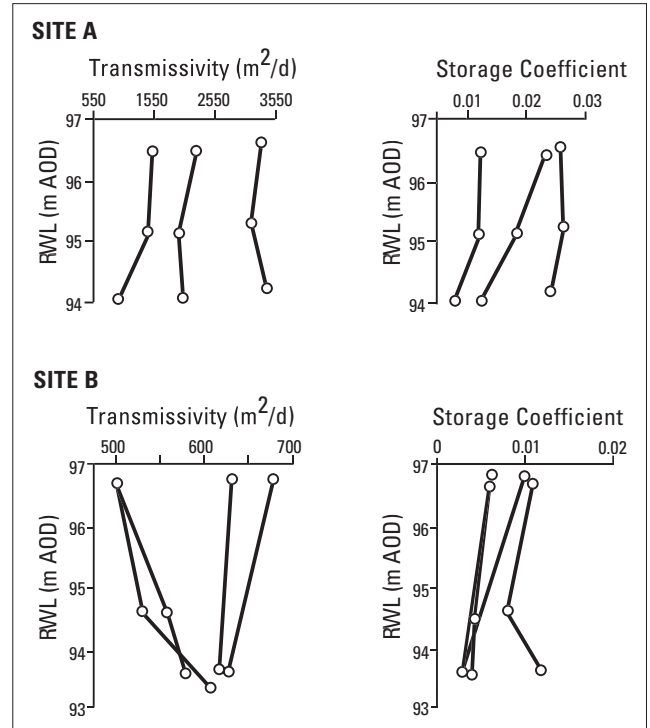 SITE A
Transmissivity (m²/d)
550 1550 2550 3550
97
96
95
94
RWL (m AOD)
Storage Coefficient
0.01 0.02 0.03
97
96
95
94
RWL (m AOD)
SITE B
Transmissivity (m²/d)
500 600 700
97
96
95
94
93
RWL (m AOD)
Storage Coefficient
0 0.01 0.02
97
96
95
94
93
RWL (m AOD)